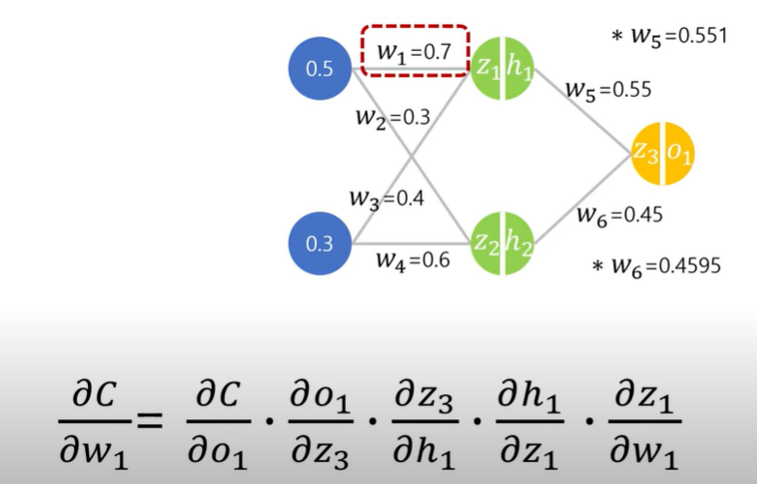 * w₅=0.551
0.5
w₁=0.7
z₁ h₁
w₅=0.55
w₂=0.3
z₃ o₁
w₃=0.4
w₆=0.45
0.3
z₂ h₂
w₄=0.6
* w₆=0.4595
∂C/∂w₁ = ∂C/∂o₁ · ∂o₁/∂z₃ · ∂z₃/∂h₁ · ∂h₁/∂z₁ · ∂z₁/∂w₁